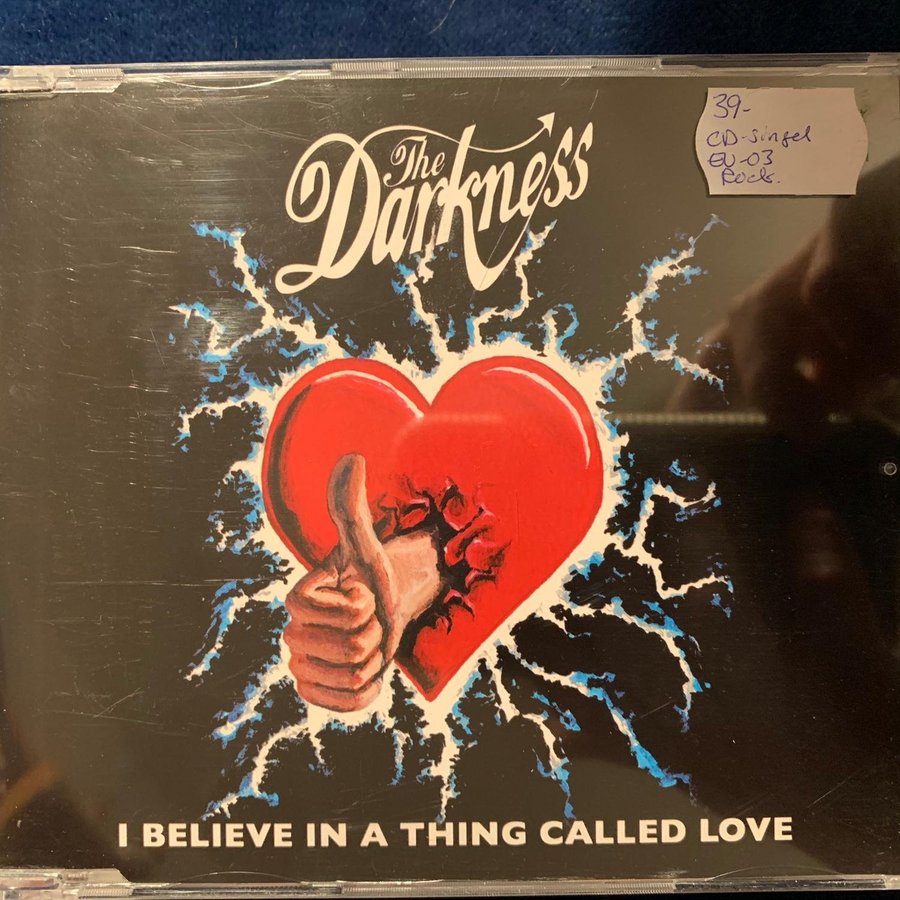 The
Darkness
39-
CD-singel
EU-03
Rock.
I BELIEVE IN A THING CALLED LOVE